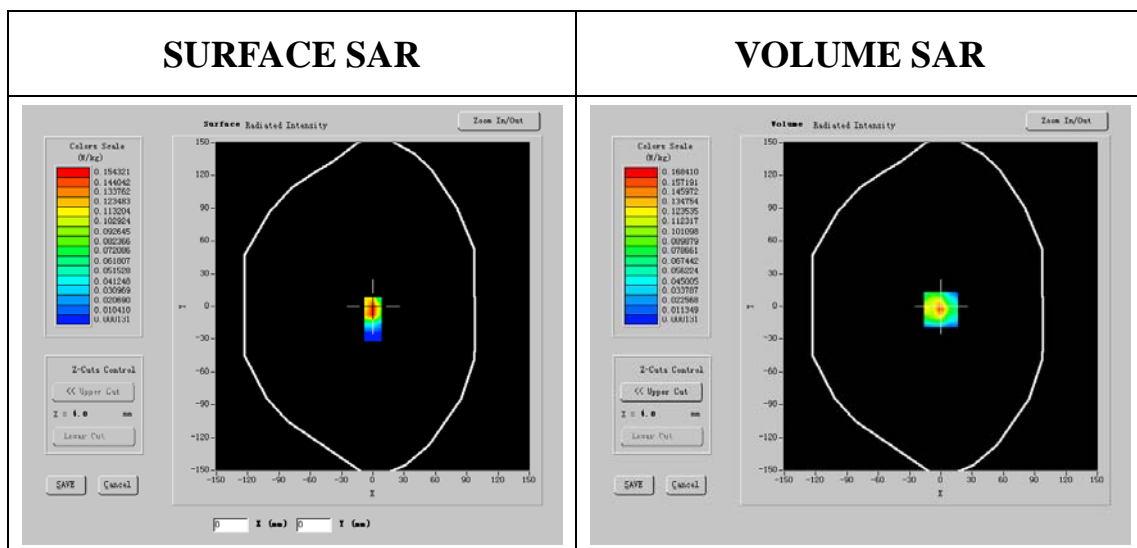 SURFACE SAR
VOLUME SAR
Surface Radiated Intensity
Zoom In/Out
Colors Scale
(W/kg)
0.154321
0.144042
0.133762
0.123483
0.113204
0.102924
0.092645
0.082366
0.072086
0.061807
0.051528
0.041248
0.030969
0.020690
0.010410
0.000131
150
90
60
30
0
-30
-60
-90
-120
-150
Y
-150 -120 -90 -60 -30 0 30 60 90 120 150
X
Z-Cuts Control
<< Upper Cut
mm
Lower Cut
SAVE
Cancel
0 X (mm) 0 Y (mm)
Volume Radiated Intensity
Zoom In/Out
Colors Scale
(W/kg)
0.168410
0.157191
0.145972
0.134754
0.123535
0.112317
0.101098
0.089879
0.078661
0.067442
0.056224
0.045005
0.033787
0.022568
0.011349
0.000131
150
120
90
60
30
0
-30
-60
-90
-120
-150
Y
-150 -120 -90 -60 -30 0 30 60 90 120 150
X
Z-Cuts Control
<< Upper Cut
mm
Lower Cut
SAVE
Cancel